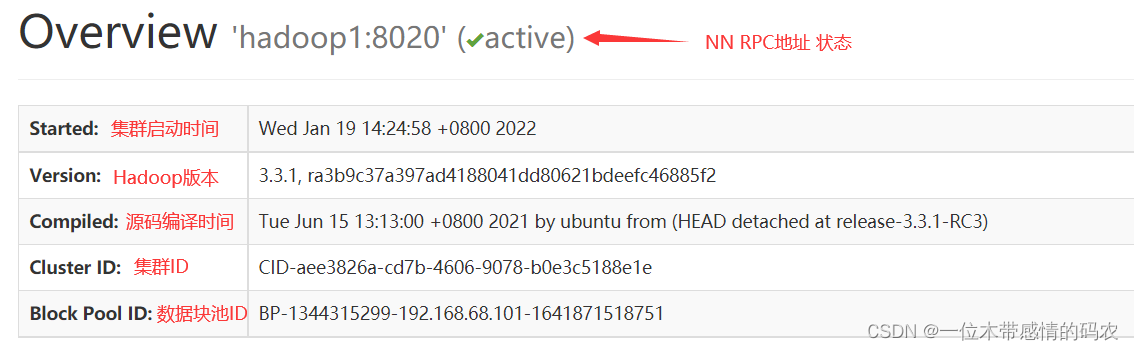 Overview 'hadoop1:8020' (✔active) NN RPC地址 状态
Started: 集群启动时间 Wed Jan 19 14:24:58 +0800 2022
Version: Hadoop版本 3.3.1, ra3b9c37a397ad4188041dd80621bdeefc46885f2
Compiled: 源码编译时间 Tue Jun 15 13:13:00 +0800 2021 by ubuntu from (HEAD detached at release-3.3.1-RC3)
Cluster ID: 集群ID CID-aee3826a-cd7b-4606-9078-b0e3c5188e1e
Block Pool ID: 数据块池ID BP-1344315299-192.168.68.101-1641871518751
CSDN @一位木带感情的码农